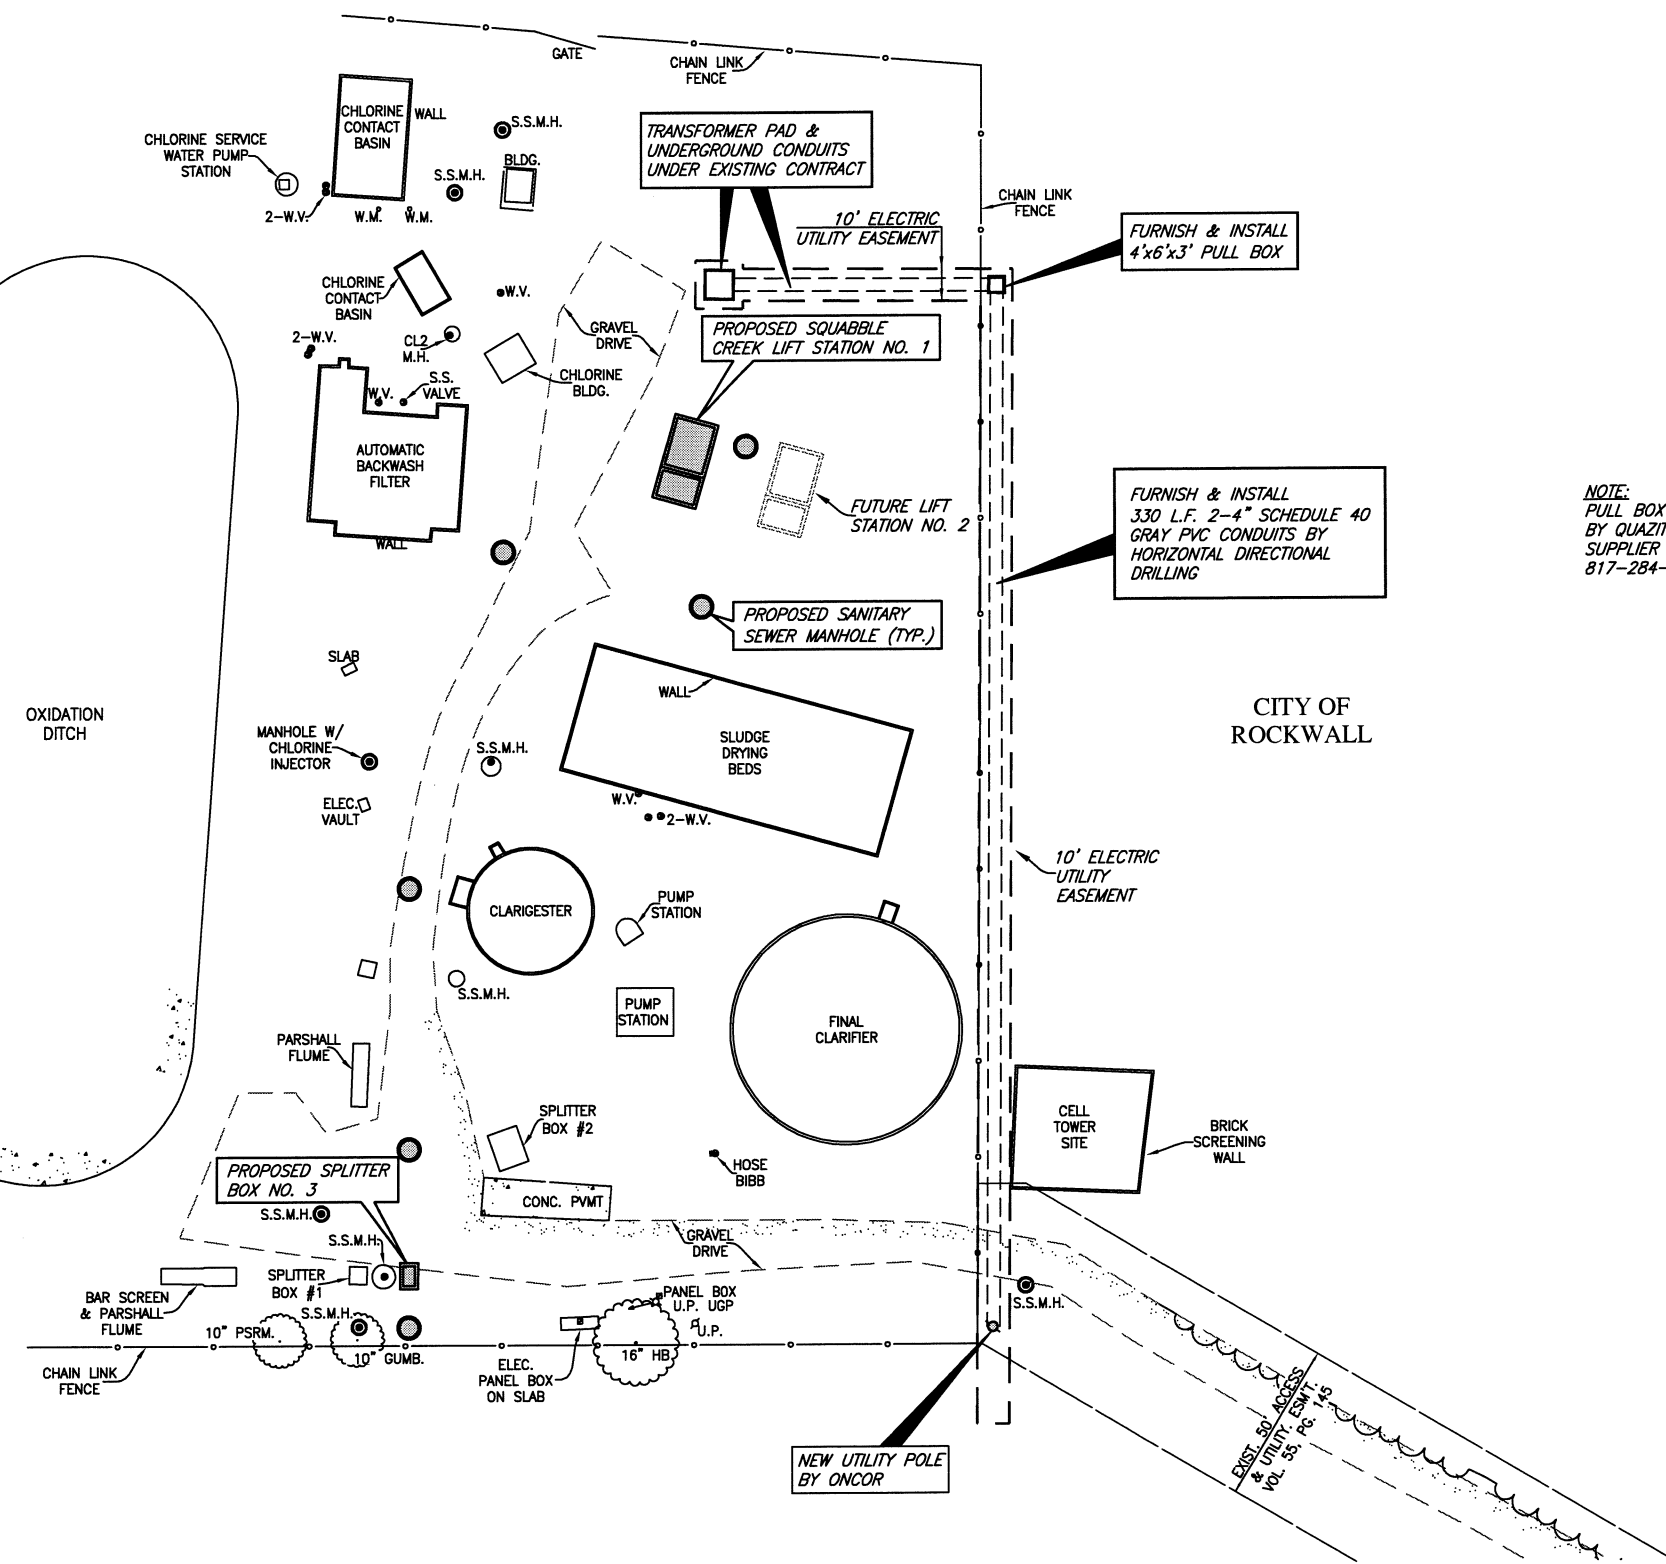 GATE
CHAIN LINK
FENCE
CHLORINE
CONTACT
BASIN
WALL
S.S.M.H.
CHLORINE SERVICE
WATER PUMP
STATION
BLDG.
S.S.M.H.
2-W.V.
W.M.
W.M.
TRANSFORMER PAD &
UNDERGROUND CONDUITS
UNDER EXISTING CONTRACT
CHAIN LINK
FENCE
10' ELECTRIC
UTILITY EASEMENT
FURNISH & INSTALL
4'x6'x3' PULL BOX
CHLORINE
CONTACT
BASIN
W.V.
2-W.V.
CL2
M.H.
GRAVEL
DRIVE
PROPOSED SQUABBLE
CREEK LIFT STATION NO. 1
CHLORINE
BLDG.
W.V.
S.S.
VALVE
AUTOMATIC
BACKWASH
FILTER
WALL
FUTURE LIFT
STATION NO. 2
FURNISH & INSTALL
330 L.F. 2-4" SCHEDULE 40
GRAY PVC CONDUITS BY
HORIZONTAL DIRECTIONAL
DRILLING
NOTE:
PULL BOX
BY QUAZIT
SUPPLIER
817-284-
PROPOSED SANITARY
SEWER MANHOLE (TYP.)
SLAB
WALL
OXIDATION
DITCH
MANHOLE W/
CHLORINE
INJECTOR
S.S.M.H.
SLUDGE
DRYING
BEDS
CITY OF
ROCKWALL
ELEC.
VAULT
W.V.
2-W.V.
10' ELECTRIC
UTILITY
EASEMENT
CLARIGESTER
PUMP
STATION
S.S.M.H.
PUMP
STATION
FINAL
CLARIFIER
PARSHALL
FLUME
SPLITTER
BOX #2
CELL
TOWER
SITE
BRICK
SCREENING
WALL
HOSE
BIBB
PROPOSED SPLITTER
BOX NO. 3
CONC. PVMT
S.S.M.H.
S.S.M.H.
GRAVEL
DRIVE
SPLITTER
BOX #1
BAR SCREEN
& PARSHALL
FLUME
S.S.M.H.
PANEL BOX
U.P. UGP
U.P.
S.S.M.H.
10" PSRM.
10" GUMB.
16" HB
CHAIN LINK
FENCE
ELEC.
PANEL BOX
ON SLAB
EXIST. 50' ACCESS
& UTILITY. ESM'T.
VOL. 55, PG. 145
NEW UTILITY POLE
BY ONCOR